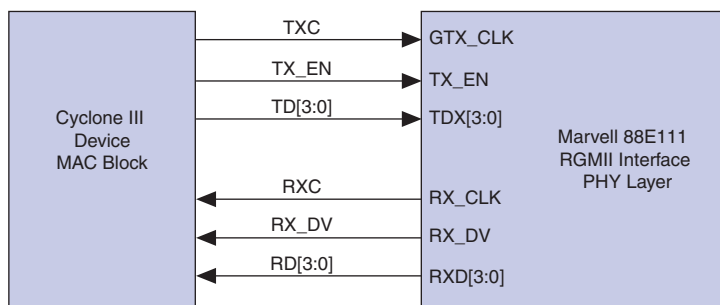 TXC
GTX_CLK
TX_EN
TX_EN
TD[3:0]
TDX[3:0]
Cyclone III
Device
MAC Block
Marvell 88E111
RGMII Interface
PHY Layer
RXC
RX_CLK
RX_DV
RX_DV
RD[3:0]
RXD[3:0]